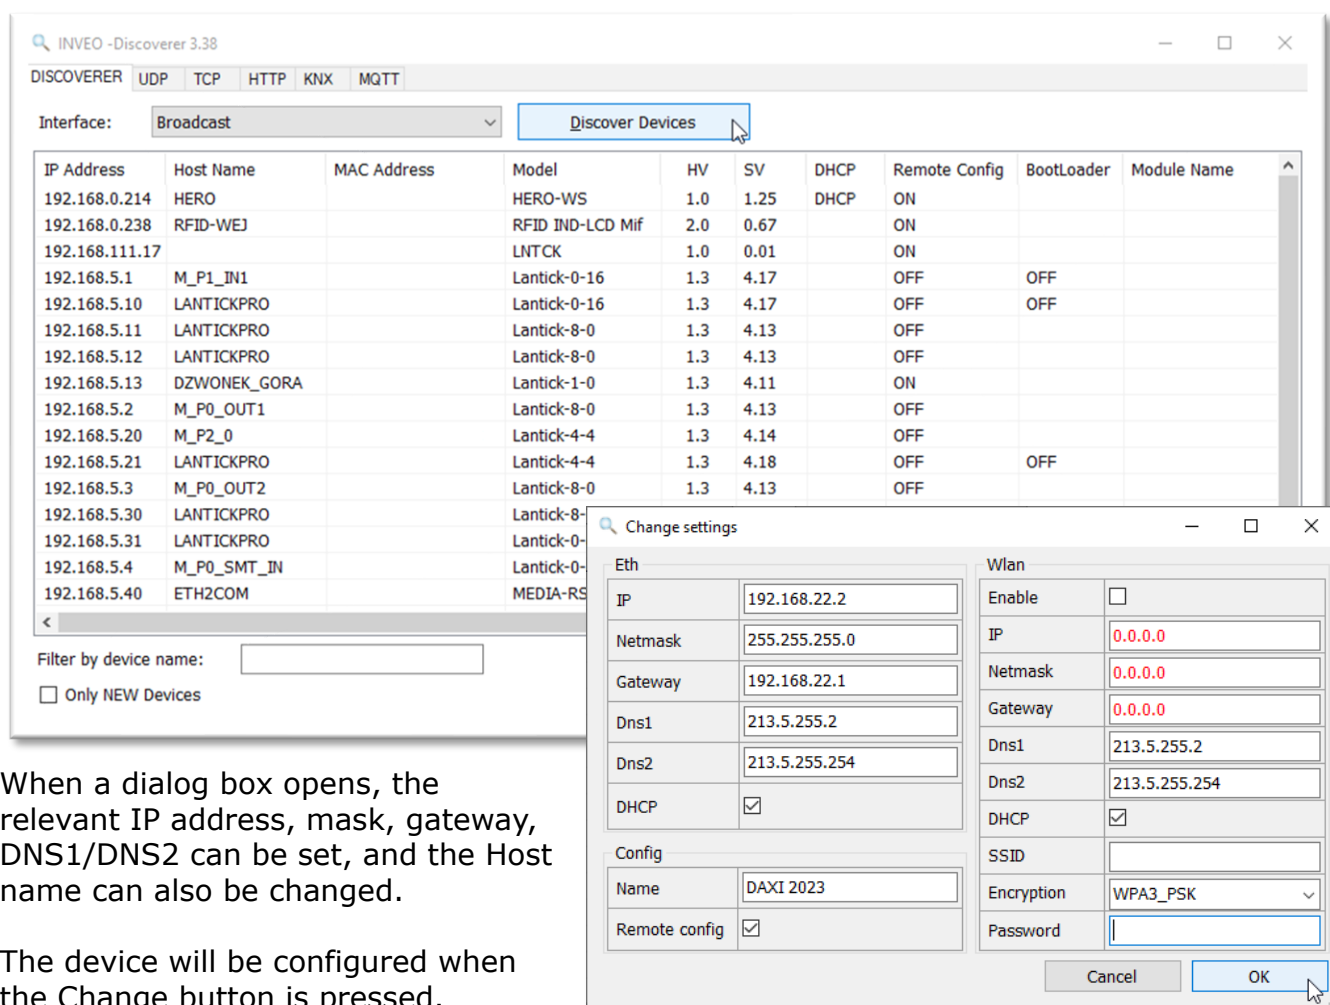 INVEO -Discoverer 3.38
DISCOVERER UDP TCP HTTP KNX MQTT
Interface: Broadcast Discover Devices
IP Address Host Name MAC Address Model HV SV DHCP Remote Config BootLoader Module Name
192.168.0.214 HERO HERO-WS 1.0 1.25 DHCP ON
192.168.0.238 RFID-WEJ RFID IND-LCD Mif 2.0 0.67 ON
192.168.111.17 LNTCK 1.0 0.01 ON
192.168.5.1 M_P1_IN1 Lantick-0-16 1.3 4.17 OFF OFF
192.168.5.10 LANTICKPRO Lantick-0-16 1.3 4.17 OFF OFF
192.168.5.11 LANTICKPRO Lantick-8-0 1.3 4.13 OFF
192.168.5.12 LANTICKPRO Lantick-8-0 1.3 4.13 OFF
192.168.5.13 DZWONEK_GORA Lantick-1-0 1.3 4.11 ON
192.168.5.2 M_P0_OUT1 Lantick-8-0 1.3 4.13 OFF
192.168.5.20 M_P2_0 Lantick-4-4 1.3 4.14 OFF
192.168.5.21 LANTICKPRO Lantick-4-4 1.3 4.18 OFF OFF
192.168.5.3 M_P0_OUT2 Lantick-8-0 1.3 4.13 OFF
192.168.5.30 LANTICKPRO Lantick-8-
192.168.5.31 LANTICKPRO Lantick-0-
192.168.5.4 M_P0_SMT_IN Lantick-0-
192.168.5.40 ETH2COM MEDIA-RS
Filter by device name:
Only NEW Devices
Change settings
Eth
IP 192.168.22.2
Netmask 255.255.255.0
Gateway 192.168.22.1
Dns1 213.5.255.2
Dns2 213.5.255.254
DHCP
Config
Name DAXI 2023
Remote config
Wlan
Enable
IP 0.0.0.0
Netmask 0.0.0.0
Gateway 0.0.0.0
Dns1 213.5.255.2
Dns2 213.5.255.254
DHCP
SSID
Encryption WPA3_PSK
Password
Cancel OK
When a dialog box opens, the
relevant IP address, mask, gateway,
DNS1/DNS2 can be set, and the Host
name can also be changed.
The device will be configured when
the Change button is pressed.